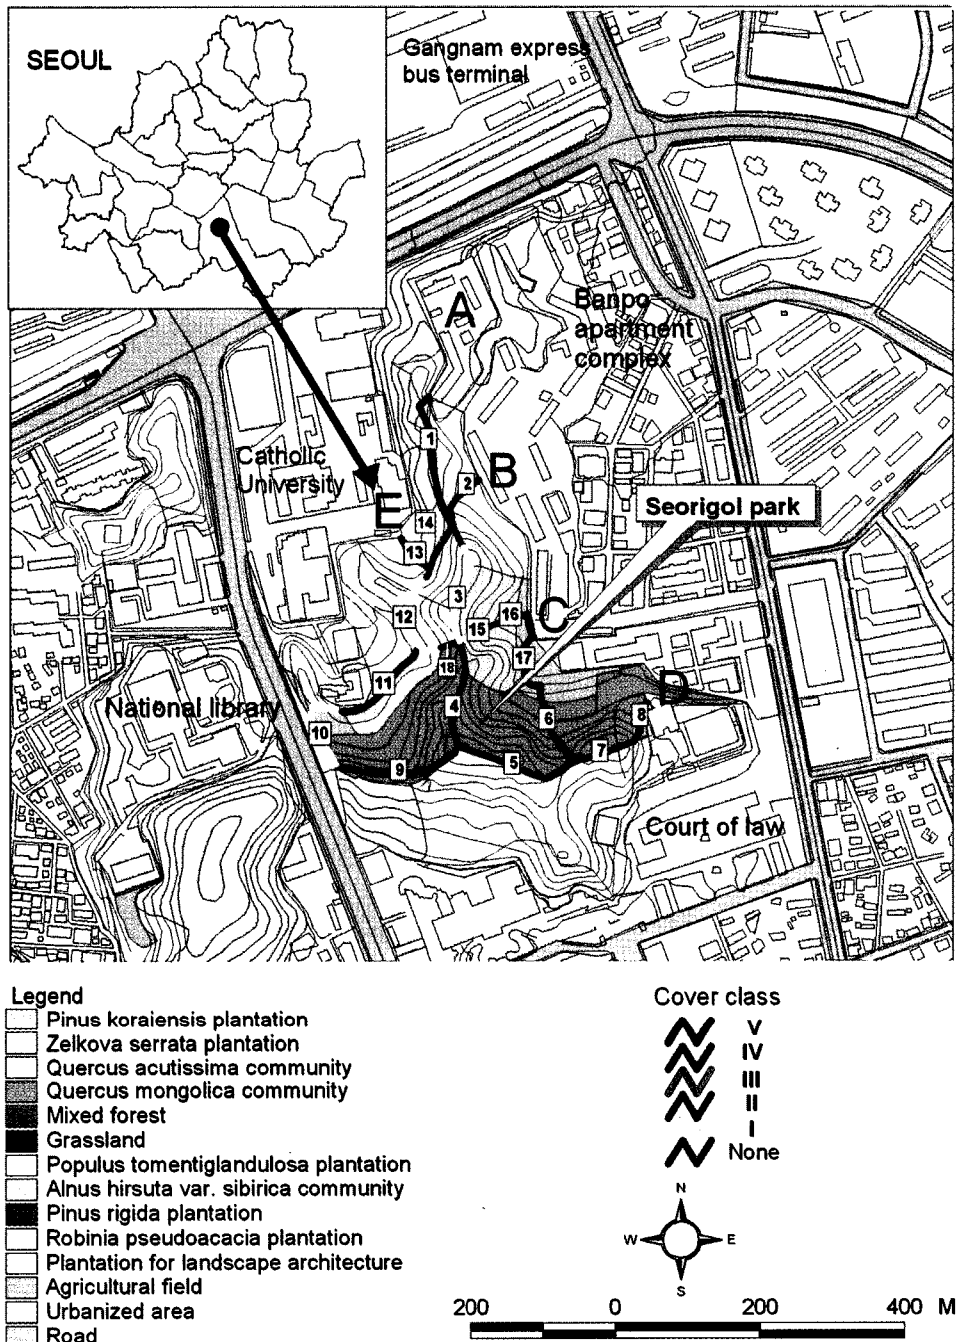 SEOUL
Gangnam express
bus terminal
A
Banpo
apartment
complex
1
Catholic
University
2
B
E
14
Seorigol park
13
3
12
16
C
15
17
18
11
D
National library
4
10
6
8
7
5
9
Court of law
Legend
Pinus koraiensis plantation
Zelkova serrata plantation
Quercus acutissima community
Quercus mongolica community
Mixed forest
Grassland
Populus tomentiglandulosa plantation
Alnus hirsuta var. sibirica community
Pinus rigida plantation
Robinia pseudoacacia plantation
Plantation for landscape architecture
Agricultural field
Urbanized area
Road
Cover class
V
IV
III
II
I
None
N
W E
S
200 0 200 400 M